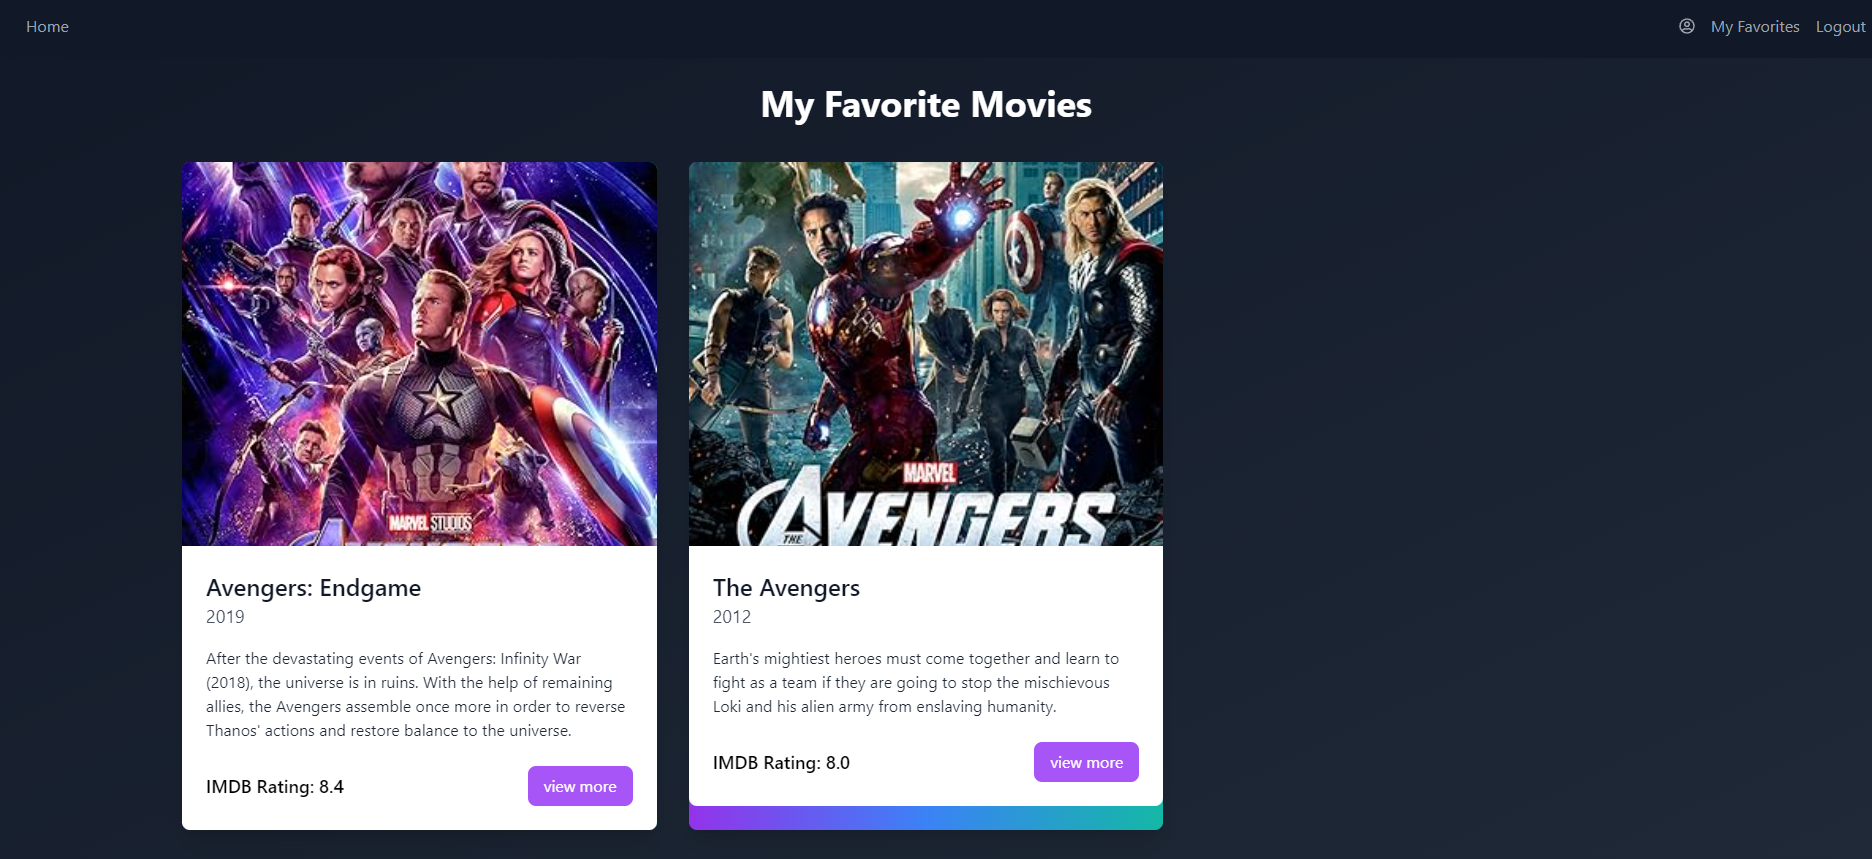 Home
My Favorites
Logout
My Favorite Movies
MARVEL STUDIOS
MARVEL
THE AVENGERS
Avengers: Endgame
2019
After the devastating events of Avengers: Infinity War
(2018), the universe is in ruins. With the help of remaining
allies, the Avengers assemble once more in order to reverse
Thanos' actions and restore balance to the universe.
IMDB Rating: 8.4
view more
The Avengers
2012
Earth's mightiest heroes must come together and learn to
fight as a team if they are going to stop the mischievous
Loki and his alien army from enslaving humanity.
IMDB Rating: 8.0
view more